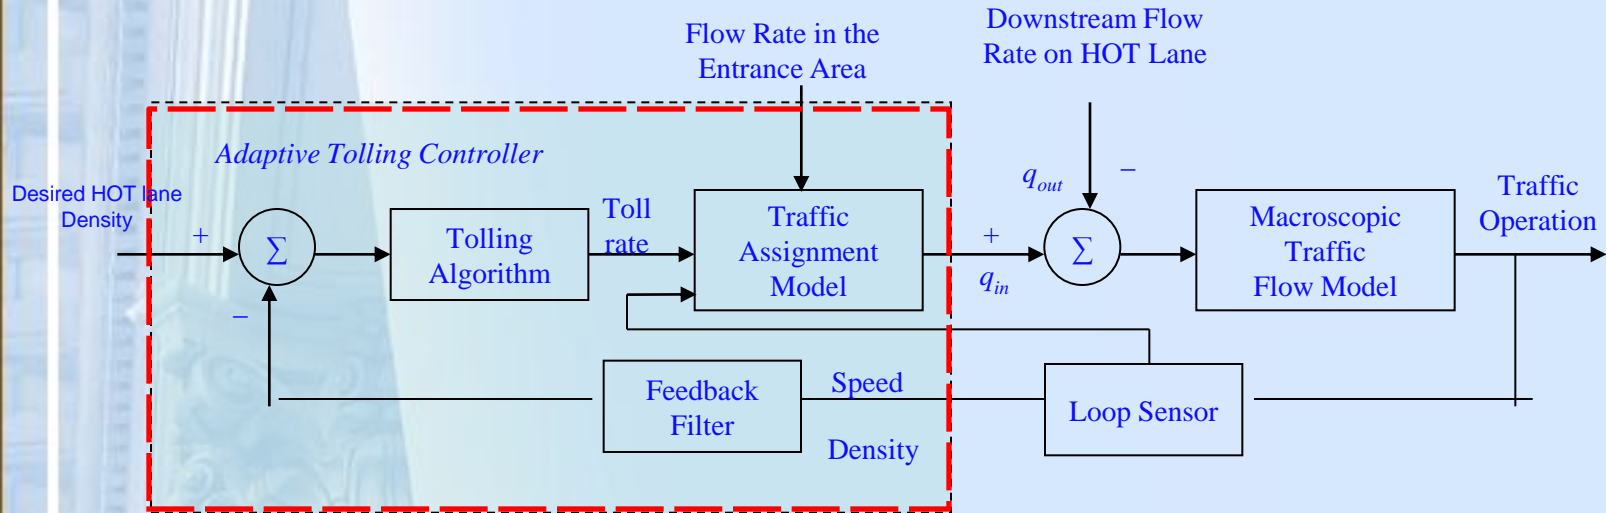 Flow Rate in the
Entrance Area
Downstream Flow
Rate on HOT Lane
Adaptive Tolling Controller
Desired HOT lane
Density
+
∑
−
Tolling
Algorithm
Toll
rate
Traffic
Assignment
Model
q_out
−
+
q_in
∑
Macroscopic
Traffic
Flow Model
Traffic
Operation
Feedback
Filter
Speed
Density
Loop Sensor